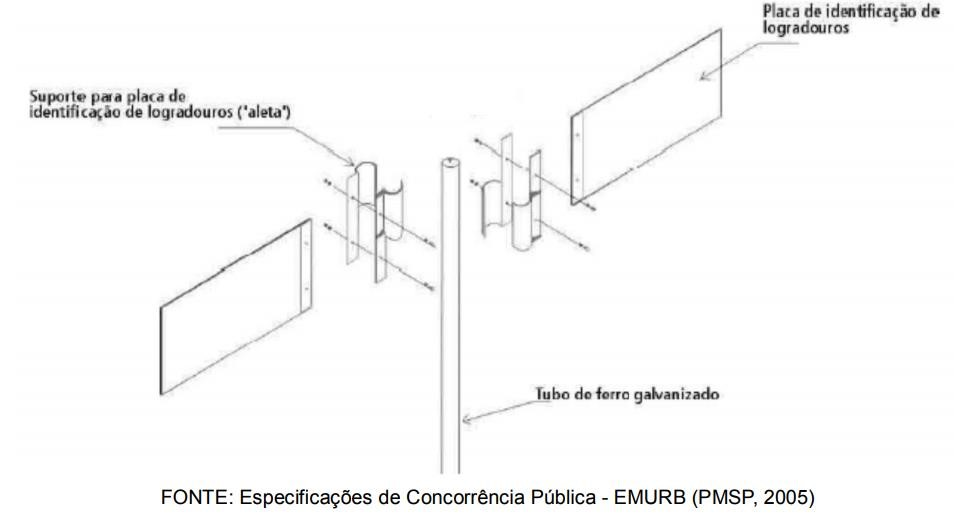 Placa de identificação de
logradouros
Suporte para placa de
identificação de logradouros ("aleta")
Tubo de ferro galvanizado
FONTE: Especificações de Concorrência Pública - EMURB (PMSP, 2005)